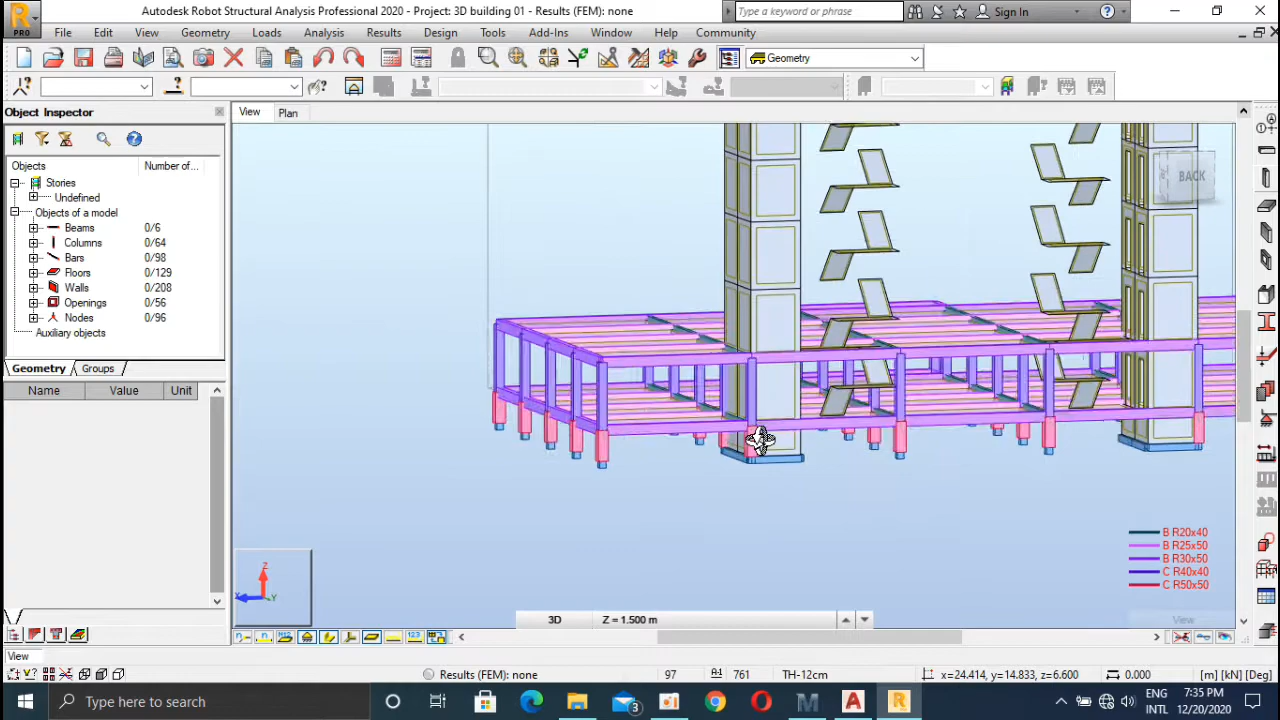 Autodesk Robot Structural Analysis Professional 2020 - Project: 3D building 01 - Results (FEM): none
Type a keyword or phrase
Sign In
PRO
File Edit View Geometry Loads Analysis Results Design Tools Add-Ins Window Help Community
Geometry
Object Inspector
View Plan
Objects Number of...
Stories
Undefined
Objects of a model
Beams 0/6
Columns 0/64
Bars 0/98
Floors 0/129
Walls 0/208
Openings 0/56
Nodes 0/96
Auxiliary objects
Geometry Groups
Name Value Unit
BACK
B R20x40
B R25x50
B R30x50
C R40x40
C R50x50
Z
X
Y
3D Z = 1.500 m
View
View
Results (FEM): none 97 761 TH-12cm x=24.414, y=14.833, z=6.600 0.000 [m] [kN] [Deg]
Type here to search
3
ENG
INTL
7:35 PM
12/20/2020